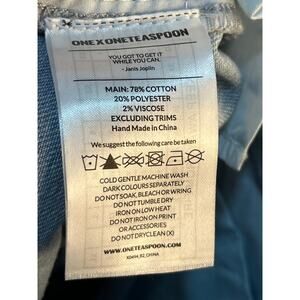 ONEXONETEASPOON
YOU GOT TO GET IT
WHILE YOU CAN.
- Janis Joplin
MAIN: 78% COTTON
20% POLYESTER
2% VISCOSE
EXCLUDING TRIMS
Hand Made in China
We suggest the following care be taken
COLD GENTLE MACHINE WASH
DARK COLOURS SEPARATELY
DO NOT SOAK, BLEACH OR WRING
DO NOT TUMBLE DRY
IRON ON LOW HEAT
DO NOT IRON ON PRINT
OR ACCESSORIES
DO NOT DRYCLEAN (X)
WWW.ONETEASPOON.COM